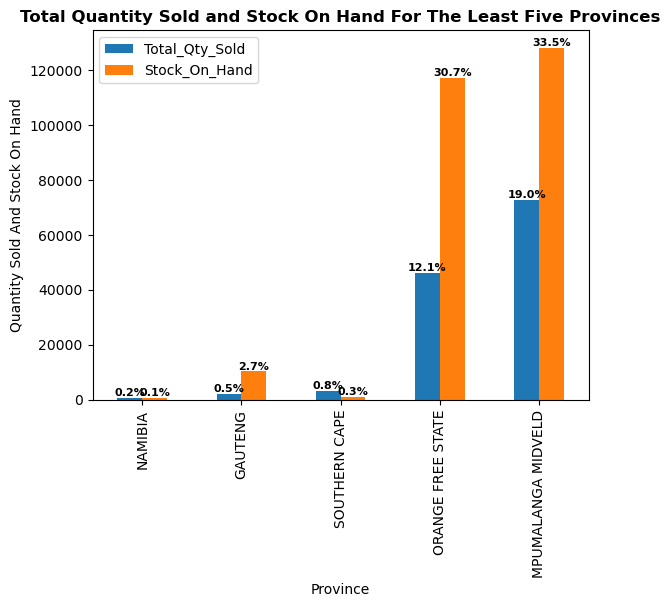 Total Quantity Sold and Stock On Hand For The Least Five Provinces
Total_Qty_Sold
Stock_On_Hand
Quantity Sold And Stock On Hand
120000
100000
80000
60000
40000
20000
0
0.2%
0.1%
0.5%
2.7%
0.8%
0.3%
12.1%
30.7%
19.0%
33.5%
NAMIBIA
GAUTENG
SOUTHERN CAPE
ORANGE FREE STATE
MPUMALANGA MIDVELD
Province